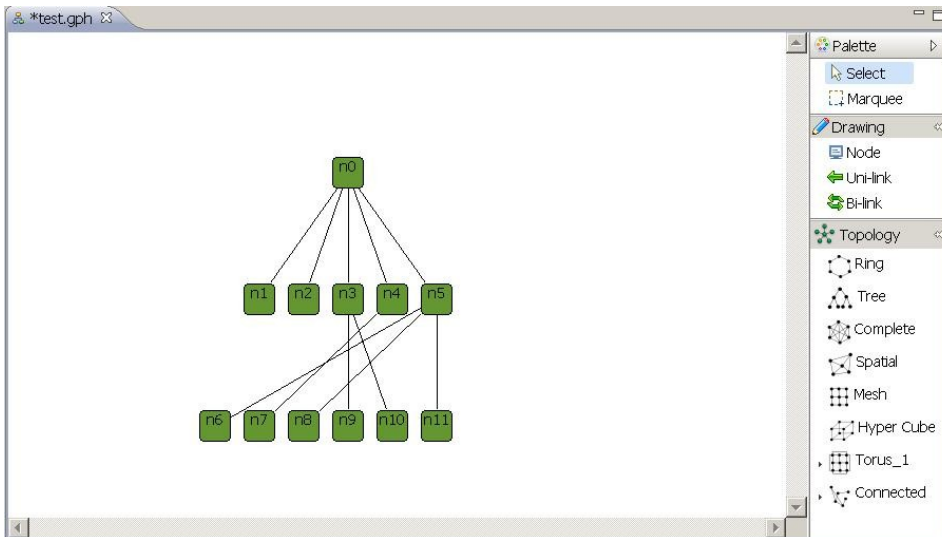 *test.gph
Palette
Select
Marquee
Drawing
Node
Uni-link
Bi-link
Topology
Ring
Tree
Complete
Spatial
Mesh
Hyper Cube
Torus_1
Connected
n0
n1 n2 n3 n4 n5
n6 n7 n8 n9 n10 n11